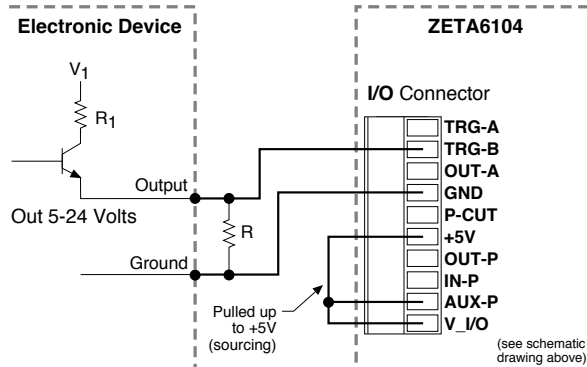 Electronic Device
V1
R1
Output
Out 5-24 Volts
R
Ground
Pulled up
to +5V
(sourcing)
ZETA6104
I/O Connector
TRG-A
TRG-B
OUT-A
GND
P-CUT
+5V
OUT-P
IN-P
AUX-P
V_I/O
(see schematic
drawing above)